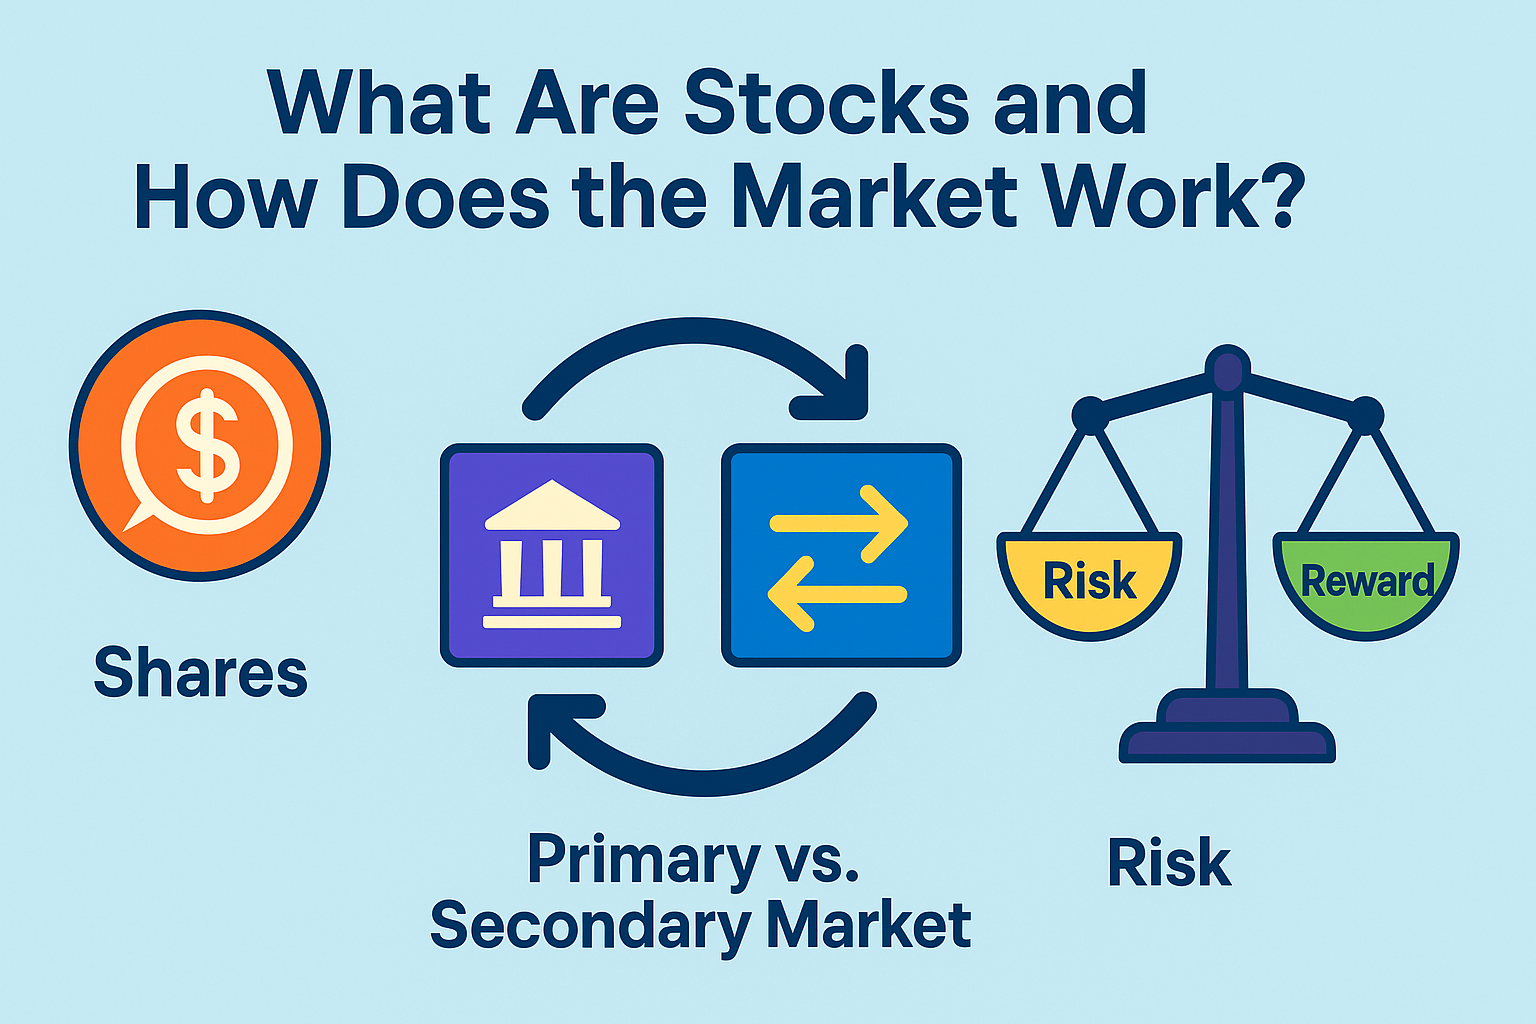 What Are Stocks and
How Does the Market Work?
$
Shares
Primary vs.
Secondary Market
Risk
Reward
Risk